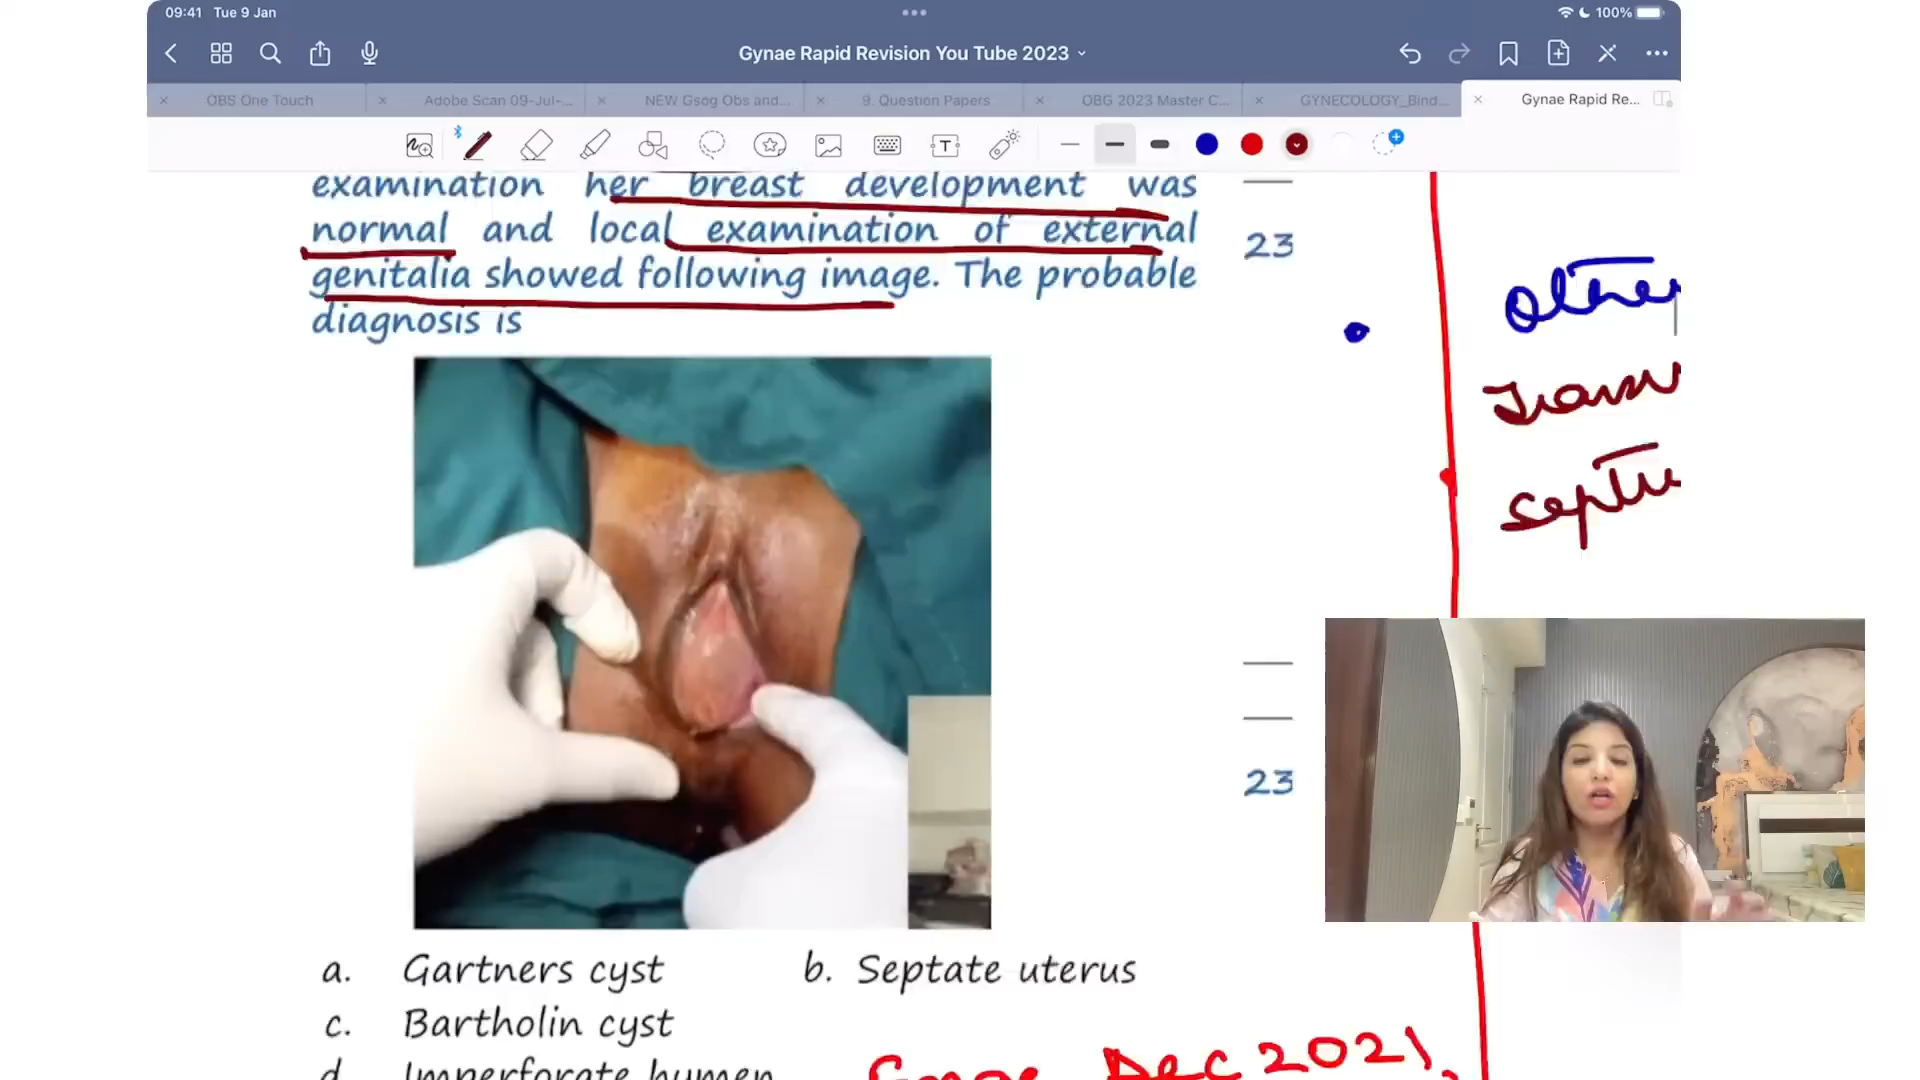 09:41 Tue 9 Jan
100%
Gynae Rapid Revision You Tube 2023
OBS One Touch
Adobe Scan 09-Jul-...
NEW Gsog Obs and...
9. Question Papers
OBG 2023 Master C...
GYNECOLOGY_Bind...
Gynae Rapid Re...
examination her breast development was
normal and local examination of external
genitalia showed following image. The probable
diagnosis is
a. Gartners cyst b. Septate uterus
c. Bartholin cyst
d. Imperforate hymen
Dec 2021
23
23